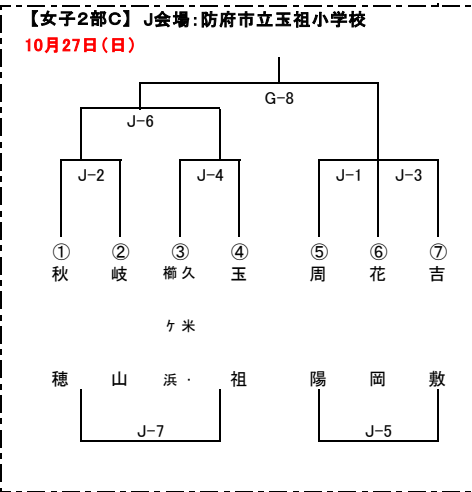 【女子２部Ｃ】 Ｊ会場：防府市立玉祖小学校
10月27日（日）
G-8
J-6
J-2
J-4
J-1
J-3
①
②
③
④
⑤
⑥
⑦
秋穂
岐山
久米・櫛ケ浜
玉祖
周陽
花岡
吉敷
J-7
J-5